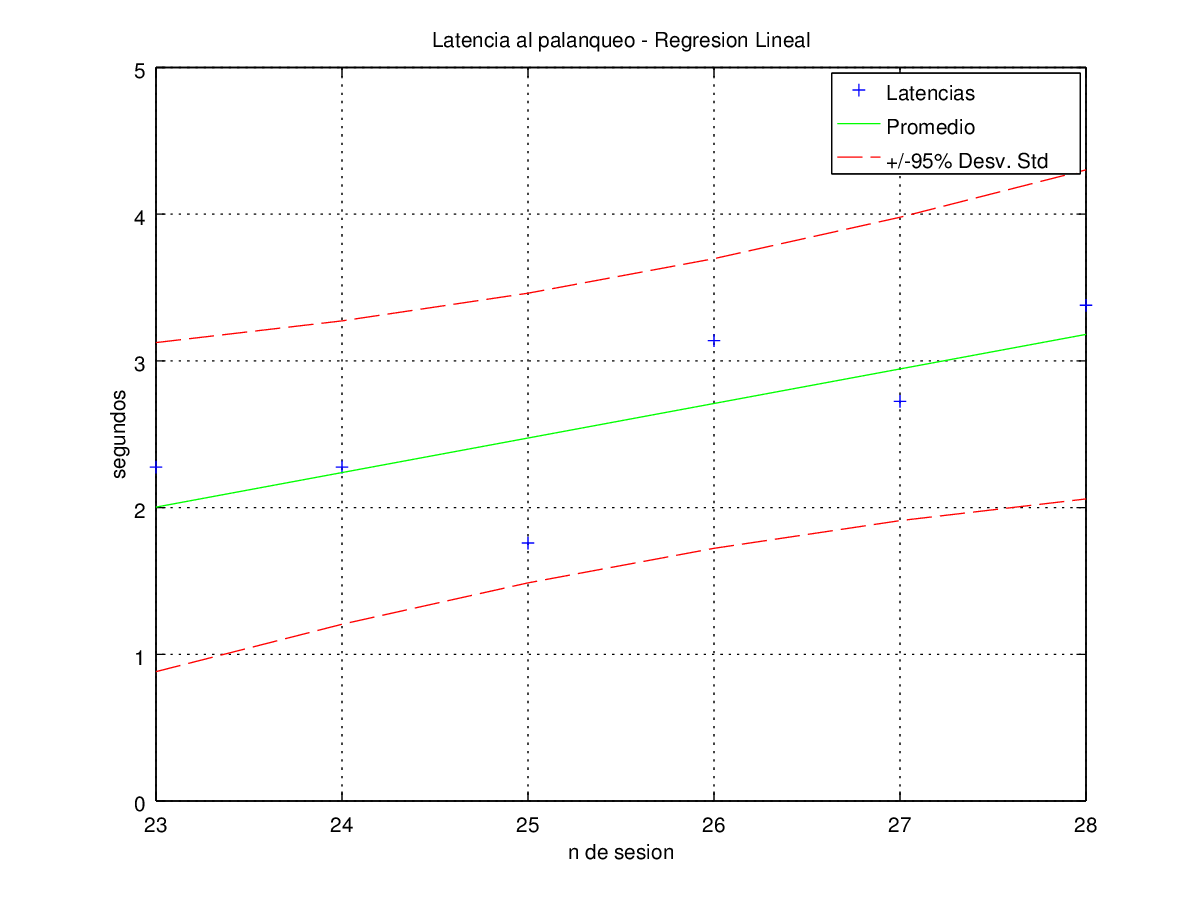 Latencia al palanqueo - Regresion Lineal
5
Latencias
Promedio
+/-95% Desv. Std
4
3
segundos
2
1
0
23 24 25 26 27 28
n de sesion